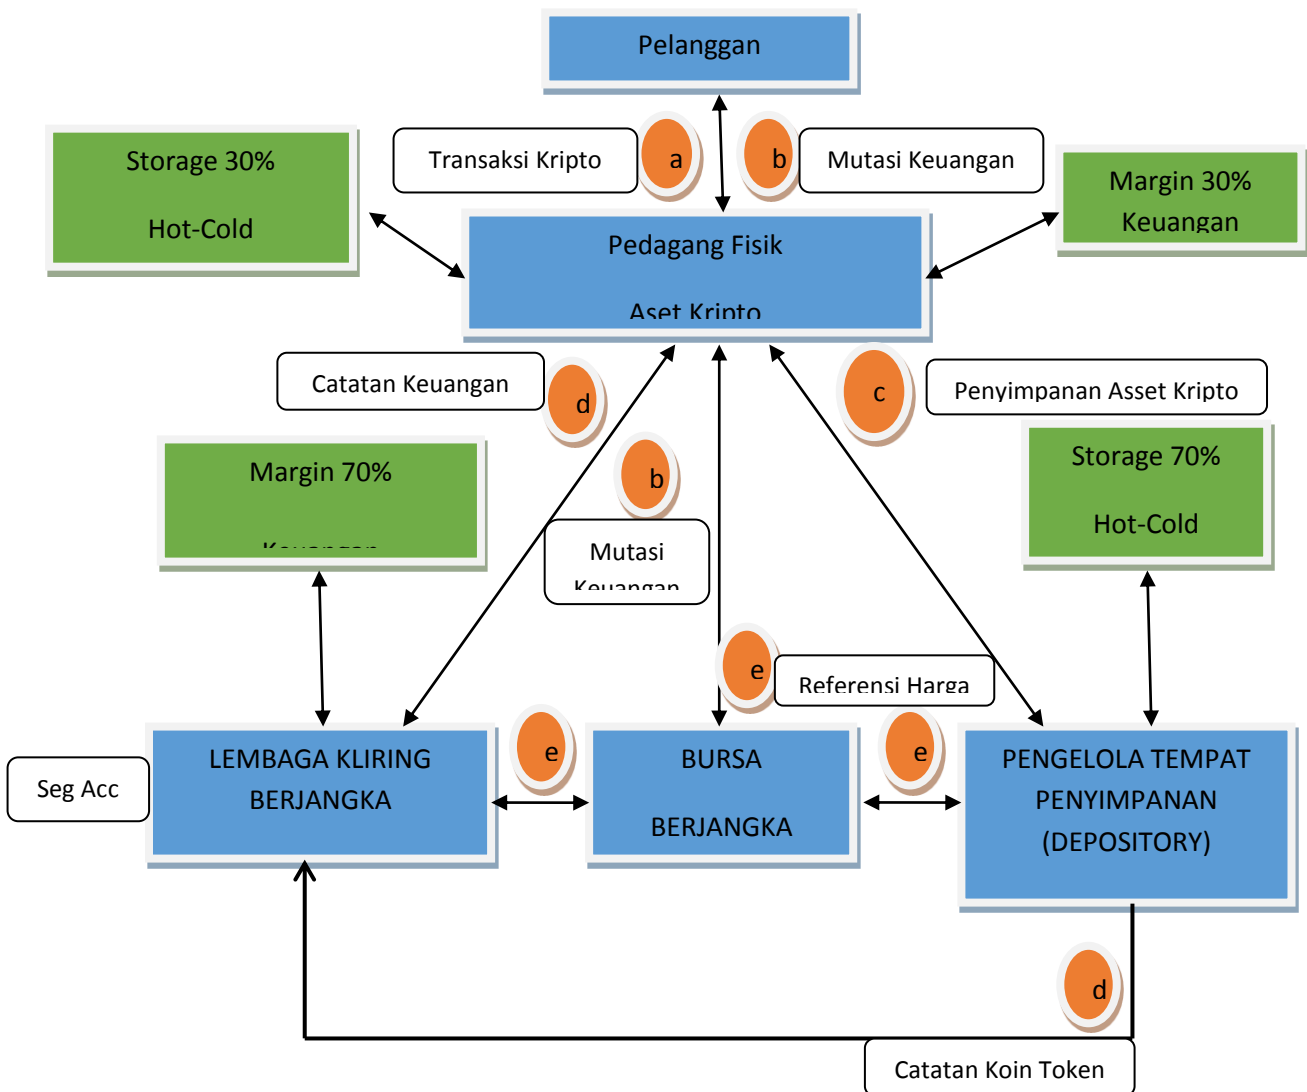 Pelanggan
Transaksi Kripto
a
b
Mutasi Keuangan
Storage 30%
Hot-Cold
Margin 30%
Keuangan
Pedagang Fisik
Aset Kripto
Catatan Keuangan
d
c
Penyimpanan Asset Kripto
Margin 70%
Keuangan
b
Mutasi
Keuangan
Storage 70%
Hot-Cold
e
Referensi Harga
Seg Acc
LEMBAGA KLIRING
BERJANGKA
e
BURSA
BERJANGKA
e
PENGELOLA TEMPAT
PENYIMPANAN
(DEPOSITORY)
d
Catatan Koin Token